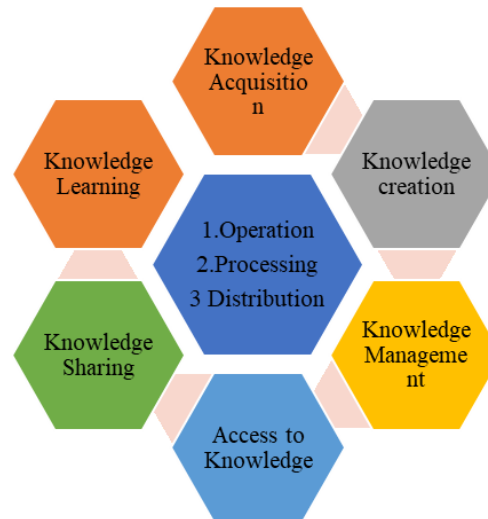 Knowledge
Acquisitio
n
Knowledge
creation
Knowledge
Manageme
nt
Access to
Knowledge
Knowledge
Sharing
Knowledge
Learning
1.Operation
2.Processing
3 Distribution